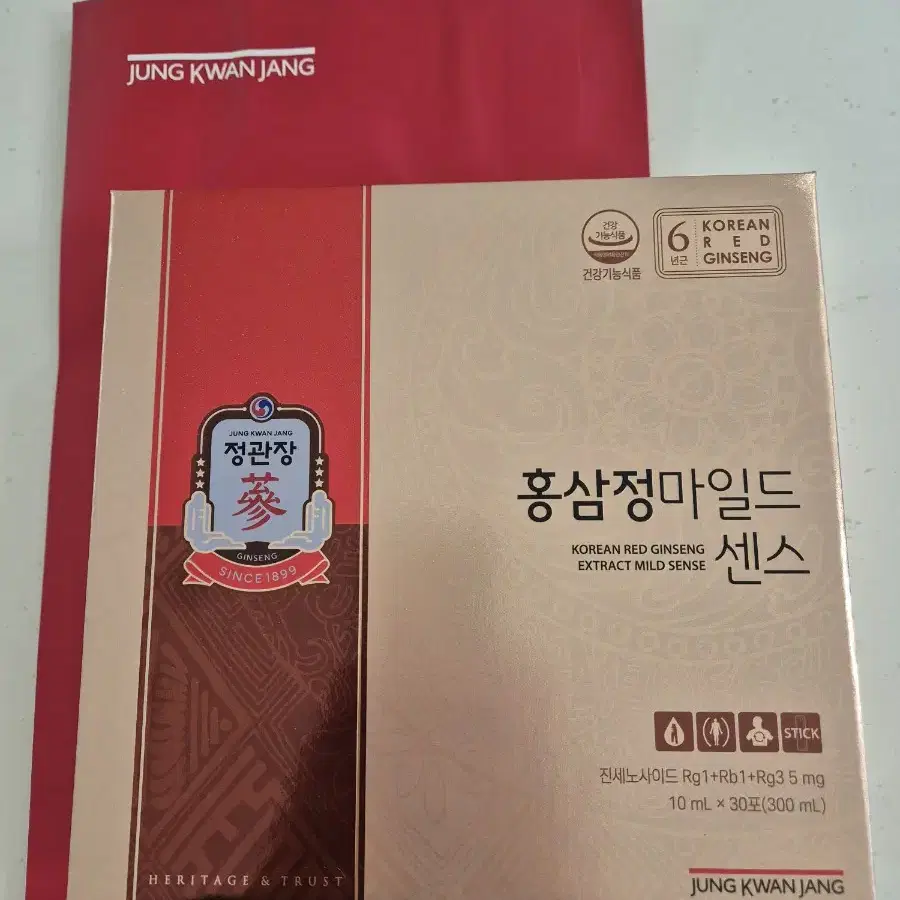 JUNG KWAN JANG
건강
기능식품
건강기능식품
6
년근
KOREAN
RED
GINSENG
JUNG KWAN JANG
정관장
蔘
GINSENG
SINCE 1899
홍삼정마일드
센스
KOREAN RED GINSENG
EXTRACT MILD SENSE
STICK
진세노사이드 Rg1+Rb1+Rg3 5 mg
10 mL × 30포(300 mL)
HERITAGE & TRUST
JUNG KWAN JANG